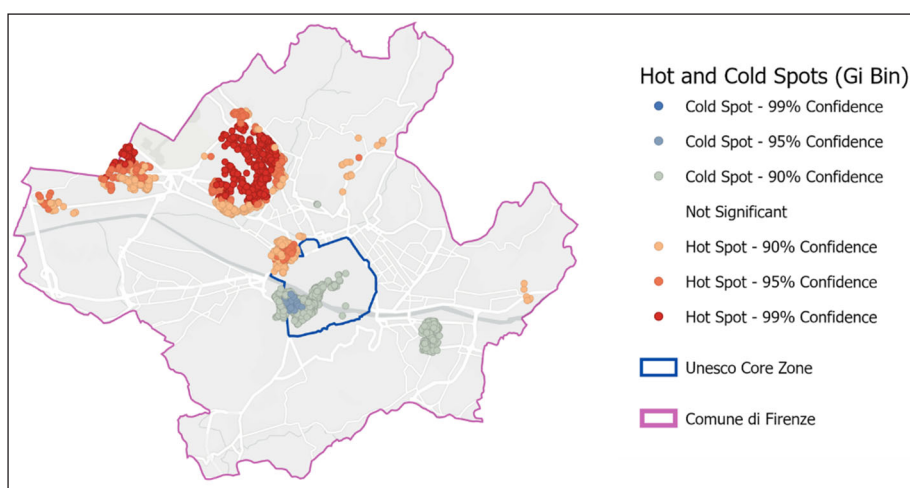 Hot and Cold Spots (Gi Bin)
Cold Spot - 99% Confidence
Cold Spot - 95% Confidence
Cold Spot - 90% Confidence
Not Significant
Hot Spot - 90% Confidence
Hot Spot - 95% Confidence
Hot Spot - 99% Confidence
Unesco Core Zone
Comune di Firenze